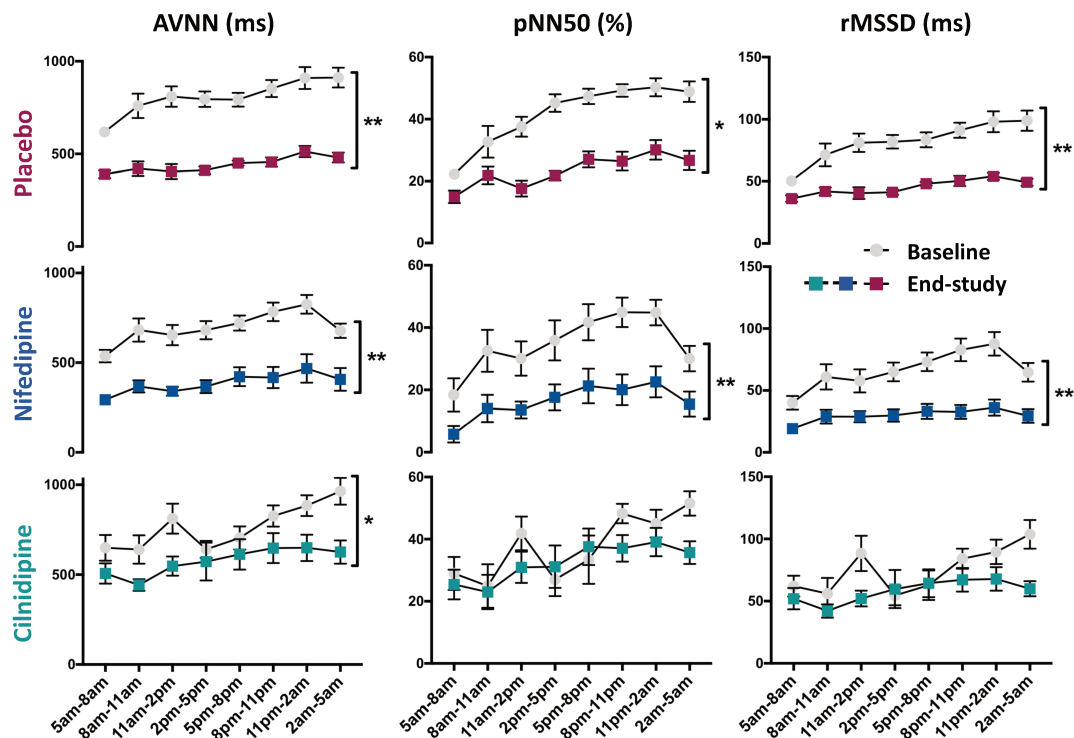 AVNN (ms)
pNN50 (%)
rMSSD (ms)
Placebo
1000
500
0
**
60
40
20
0
*
150
100
50
0
**
Baseline
End-study
Nifedipine
1000
500
0
**
60
40
20
0
**
150
100
50
0
**
Cilnidipine
1000
500
0
*
60
40
20
0
150
100
50
0
5am-8am
8am-11am
11am-2pm
2pm-5pm
5pm-8pm
8pm-11pm
11pm-2am
2am-5am
5am-8am
8am-11am
11am-2pm
2pm-5pm
5pm-8pm
8pm-11pm
11pm-2am
2am-5am
5am-8am
8am-11am
11am-2pm
2pm-5pm
5pm-8pm
8pm-11pm
11pm-2am
2am-5am